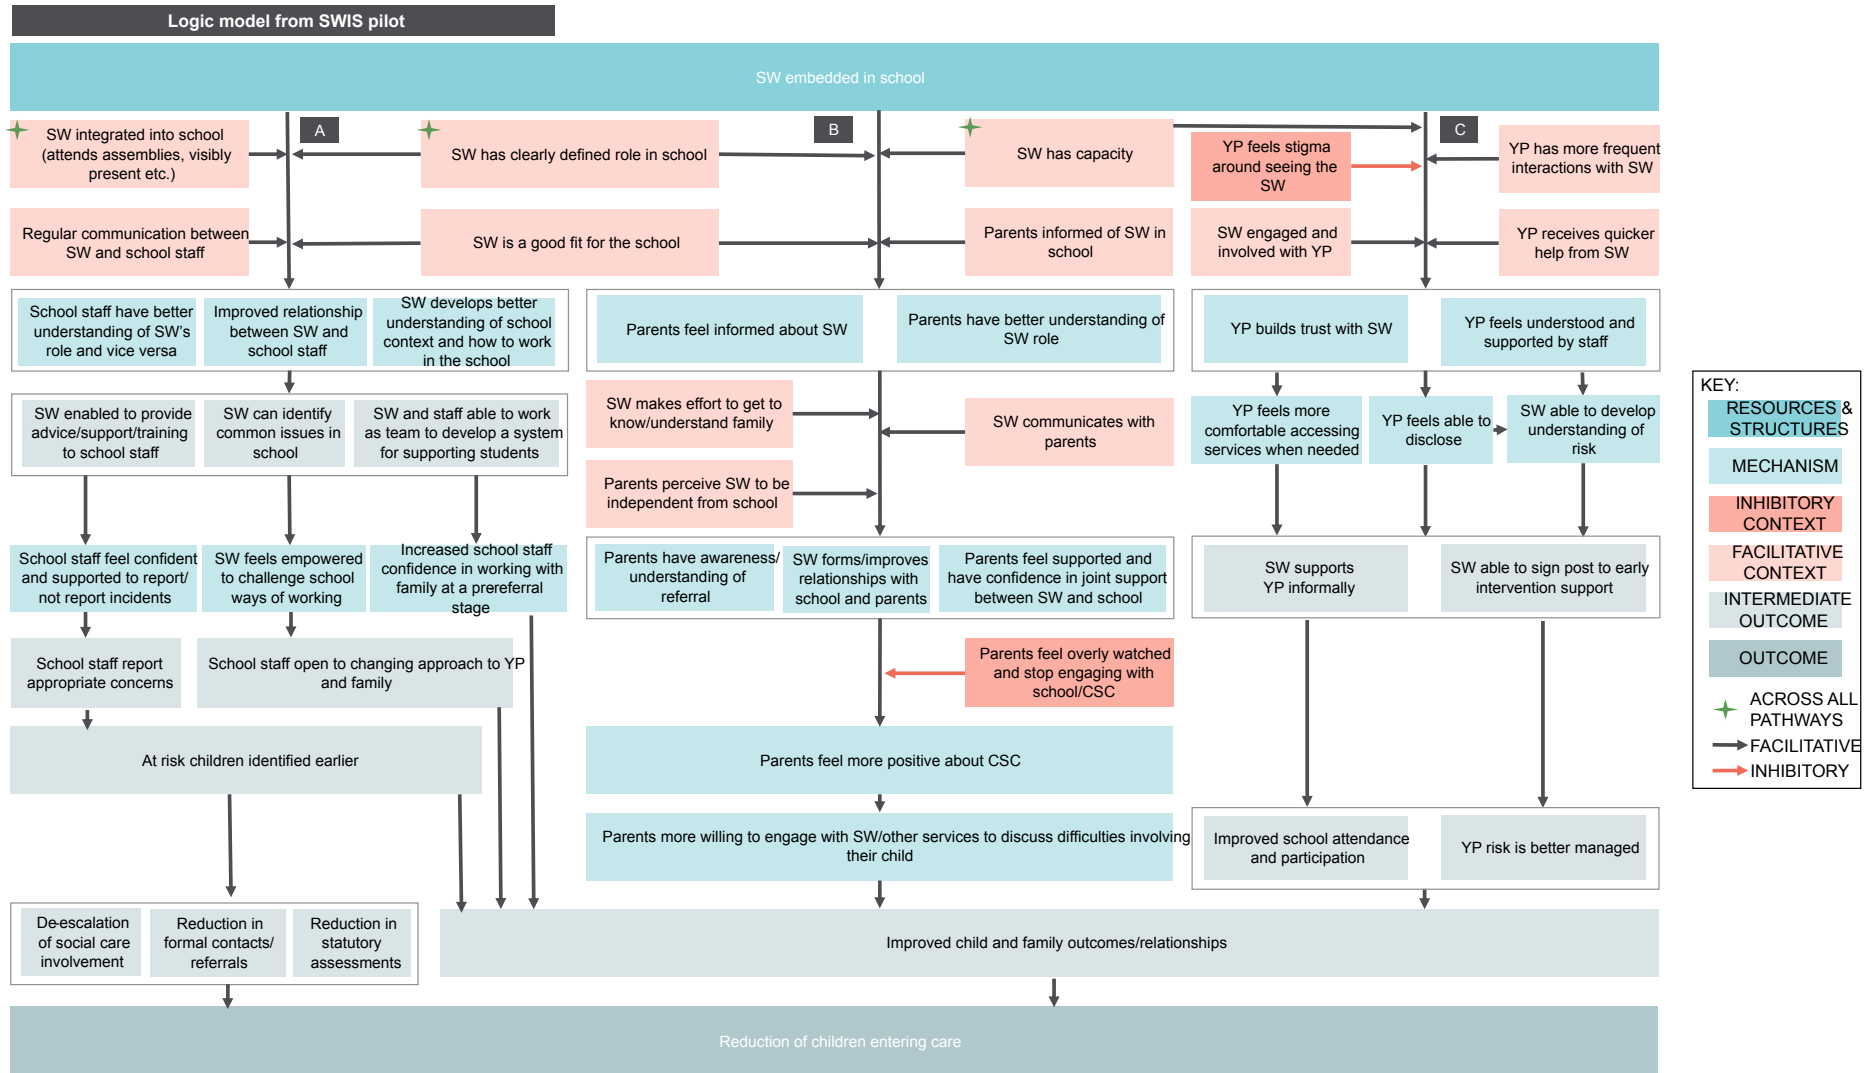 Logic model from SWIS pilot
SW embedded in school
A
B
C
SW integrated into school
(attends assemblies, visibly
present etc.)
SW has clearly defined role in school
SW has capacity
YP feels stigma
around seeing the
SW
YP has more frequent
interactions with SW
Regular communication between
SW and school staff
SW is a good fit for the school
Parents informed of SW in
school
SW engaged and
involved with YP
YP receives quicker
help from SW
School staff have better
understanding of SW's
role and vice versa
Improved relationship
between SW and
school staff
SW develops better
understanding of school
context and how to work
in the school
Parents feel informed about SW
Parents have better understanding of
SW role
YP builds trust with SW
YP feels understood and
supported by staff
SW enabled to provide
advice/support/training
to school staff
SW can identify
common issues in
school
SW and staff able to work
as team to develop a system
for supporting students
SW makes effort to get to
know/understand family
SW communicates with
parents
Parents perceive SW to be
independent from school
YP feels more
comfortable accessing
services when needed
YP feels able to
disclose
SW able to develop
understanding of
risk
School staff feel confident
and supported to report/
not report incidents
SW feels empowered
to challenge school
ways of working
Increased school staff
confidence in working with
family at a prereferral
stage
Parents have awareness/
understanding of
referral
SW forms/improves
relationships with
school and parents
Parents feel supported and
have confidence in joint support
between SW and school
SW supports
YP informally
SW able to sign post to early
intervention support
School staff report
appropriate concerns
School staff open to changing approach to YP
and family
Parents feel overly watched
and stop engaging with
school/CSC
At risk children identified earlier
Parents feel more positive about CSC
Parents more willing to engage with SW/other services to discuss difficulties involving
their child
Improved school attendance
and participation
YP risk is better managed
De-escalation
of social care
involvement
Reduction in
formal contacts/
referrals
Reduction in
statutory
assessments
Improved child and family outcomes/relationships
Reduction of children entering care
KEY:
RESOURCES &
STRUCTURES
MECHANISM
INHIBITORY
CONTEXT
FACILITATIVE
CONTEXT
INTERMEDIATE
OUTCOME
OUTCOME
ACROSS ALL
PATHWAYS
FACILITATIVE
INHIBITORY